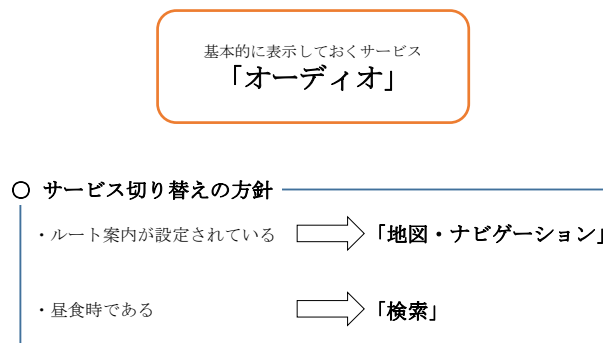 基本的に表示しておくサービス
「オーディオ」
○ サービス切り替えの方針
・ルート案内が設定されている 「地図・ナビゲーション」
・昼食時である 「検索」